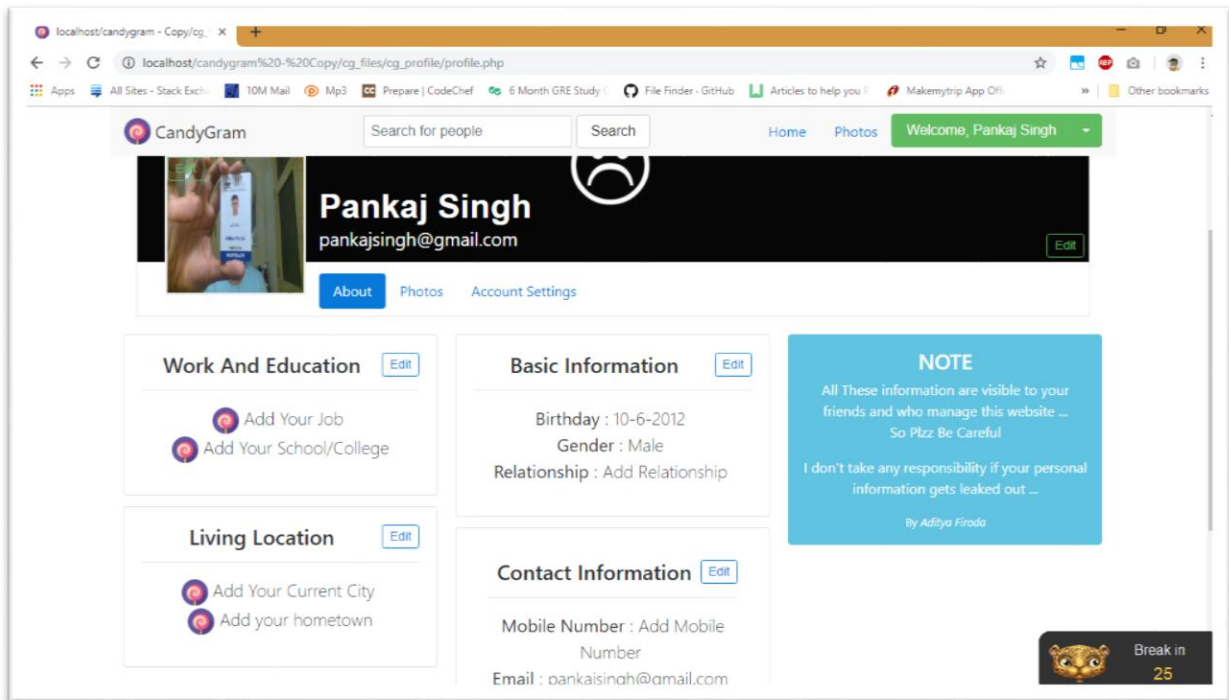 localhost/candygram - Copy/cg_
localhost/candygram%20-%20Copy/cg_files/cg_profile/profile.php
Apps All Sites - Stack Exch 10M Mail Mp3 Prepare | CodeChef 6 Month GRE Study File Finder · GitHub Articles to help you Makemytrip App Off » Other bookmarks
CandyGram Search for people Search Home Photos Welcome, Pankaj Singh
Edit
Pankaj Singh
pankajsingh@gmail.com
Edit
About Photos Account Settings
Work And Education Edit
Add Your Job
Add Your School/College
Living Location Edit
Add Your Current City
Add your hometown
Basic Information Edit
Birthday : 10-6-2012
Gender : Male
Relationship : Add Relationship
Contact Information Edit
Mobile Number : Add Mobile
Number
Email : pankajsingh@gmail.com
NOTE
All These information are visible to your
friends and who manage this website ...
So Plzz Be Careful
I don't take any responsibility if your personal
information gets leaked out ...
By Aditya Firoda
Break in
25